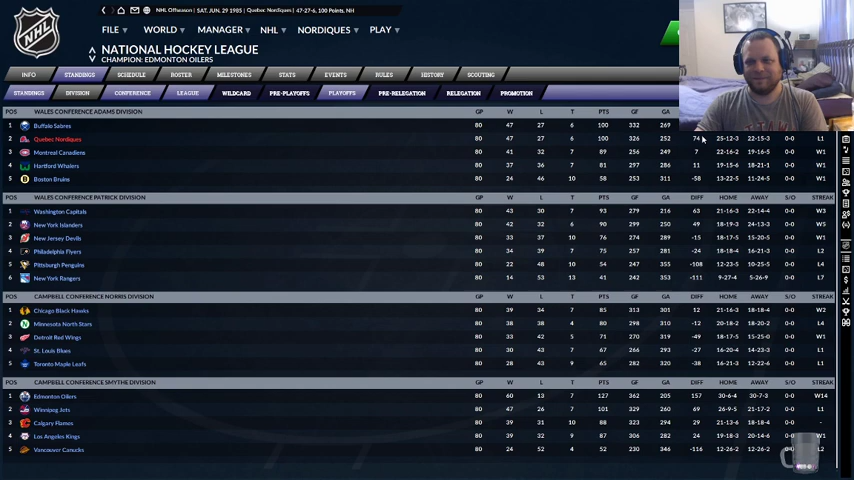 NHL Offseason | SAT. JUN. 29 1985 | Quebec Nordiques | 47-27-6, 100 Points, NH
FILE WORLD MANAGER NHL NORDIQUES PLAY
NATIONAL HOCKEY LEAGUE
CHAMPION: EDMONTON OILERS
INFO STANDINGS SCHEDULE ROSTER MILESTONES STATS EVENTS RULES HISTORY SCOUTING
STANDINGS DIVISION CONFERENCE LEAGUE WILDCARD PRE-PLAYOFFS PLAYOFFS PRE-RELEGATION RELEGATION PROMOTION
POS WALES CONFERENCE ADAMS DIVISION GP W L T PTS GF GA
1 Buffalo Sabres 80 47 27 6 100 332 269
2 Quebec Nordiques 80 47 27 6 100 326 252 74 25-12-3 22-15-3 0-0 L1
3 Montreal Canadiens 80 41 32 7 89 256 249 7 22-16-2 19-16-5 0-0 W1
4 Hartford Whalers 80 37 36 7 81 297 286 11 19-15-6 18-21-1 0-0 W1
5 Boston Bruins 80 24 46 10 58 253 311 -58 13-22-5 11-24-5 0-0 W1
POS WALES CONFERENCE PATRICK DIVISION GP W L T PTS GF GA DIFF HOME AWAY S/O STREAK
1 Washington Capitals 80 43 30 7 93 279 216 63 21-16-3 22-14-4 0-0 W3
2 New York Islanders 80 42 32 6 90 299 250 49 18-19-3 24-13-3 0-0 W5
3 New Jersey Devils 80 33 37 10 76 274 289 -15 18-17-5 15-20-5 0-0 W1
4 Philadelphia Flyers 80 34 39 7 75 257 281 -24 18-18-4 16-21-3 0-0 L2
5 Pittsburgh Penguins 80 22 48 10 54 247 355 -108 12-23-5 10-25-5 0-0 L4
6 New York Rangers 80 14 53 13 41 242 353 -111 9-27-4 5-26-9 0-0 L7
POS CAMPBELL CONFERENCE NORRIS DIVISION GP W L T PTS GF GA DIFF HOME AWAY S/O STREAK
1 Chicago Black Hawks 80 39 34 7 85 313 301 12 21-16-3 18-18-4 0-0 W2
2 Minnesota North Stars 80 38 38 4 80 298 310 -12 20-18-2 18-20-2 0-0 L4
3 Detroit Red Wings 80 33 42 5 71 270 319 -49 18-17-5 15-25-0 0-0 W1
4 St. Louis Blues 80 30 43 7 67 266 293 -27 16-20-4 14-23-3 0-0 L1
5 Toronto Maple Leafs 80 28 43 9 65 282 320 -38 16-21-3 12-22-6 0-0 L1
POS CAMPBELL CONFERENCE SMYTHE DIVISION GP W L T PTS GF GA DIFF HOME AWAY S/O STREAK
1 Edmonton Oilers 80 60 13 7 127 362 205 157 30-6-4 30-7-3 0-0 W14
2 Winnipeg Jets 80 47 26 7 101 329 260 69 26-9-5 21-17-2 0-0 L1
3 Calgary Flames 80 39 31 10 88 323 294 29 21-13-6 18-18-4 0-0 -
4 Los Angeles Kings 80 39 32 9 87 306 282 24 19-18-3 20-14-6 0-0 W1
5 Vancouver Canucks 80 24 52 4 52 230 346 -116 12-26-2 12-26-2 0-0 L2